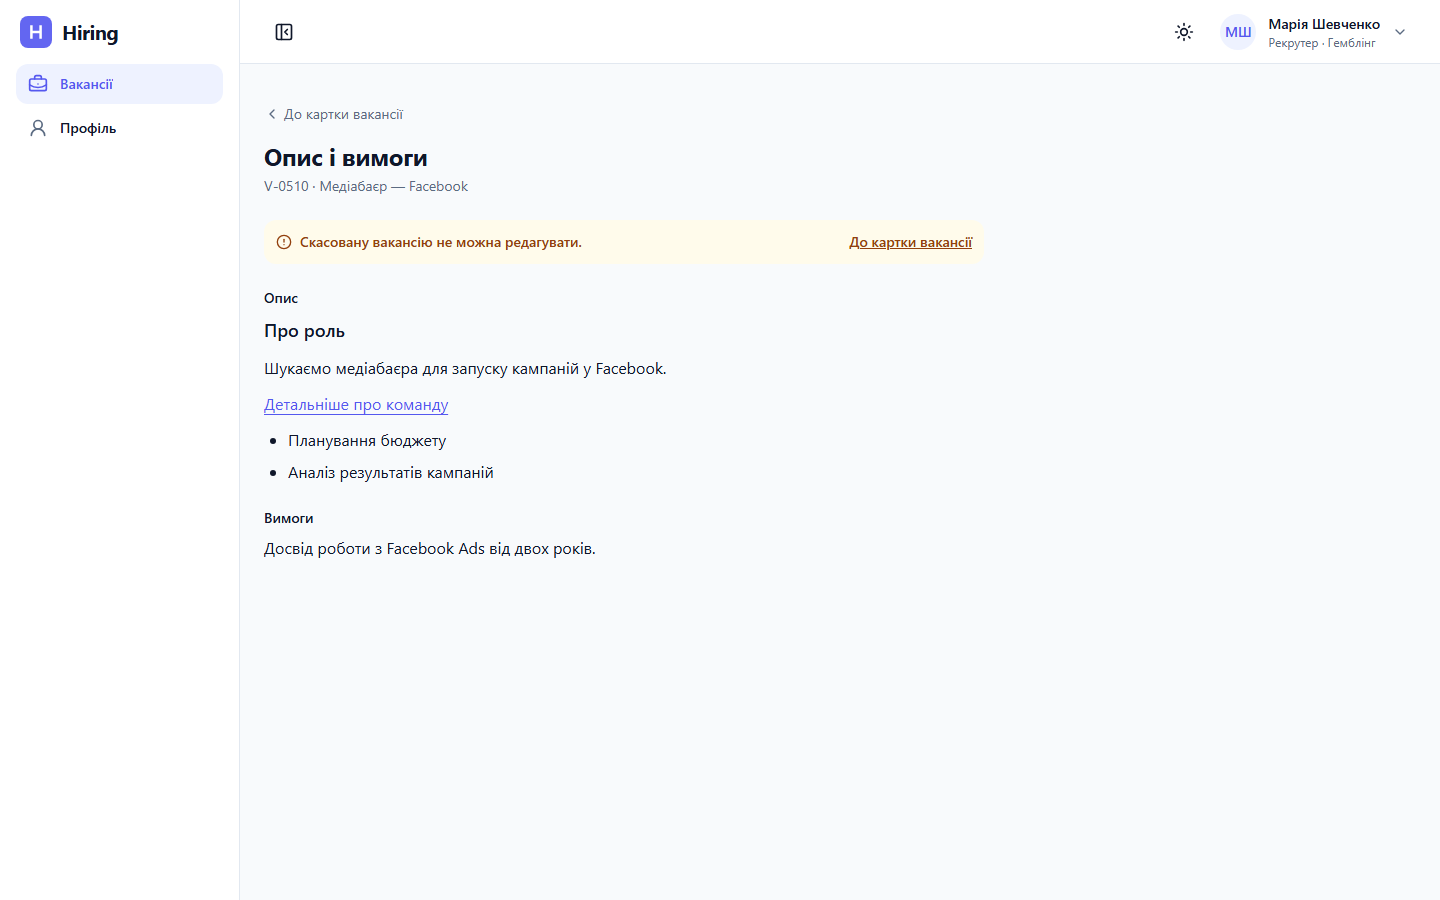 H Hiring
Вакансії
Профіль
МШ
Марія Шевченко
Рекрутер · Гемблінг
До картки вакансії
Опис і вимоги
V-0510 · Медіабаєр — Facebook
Скасовану вакансію не можна редагувати.
До картки вакансії
Опис
Про роль
Шукаємо медіабаєра для запуску кампаній у Facebook.
Детальніше про команду
• Планування бюджету
• Аналіз результатів кампаній
Вимоги
Досвід роботи з Facebook Ads від двох років.